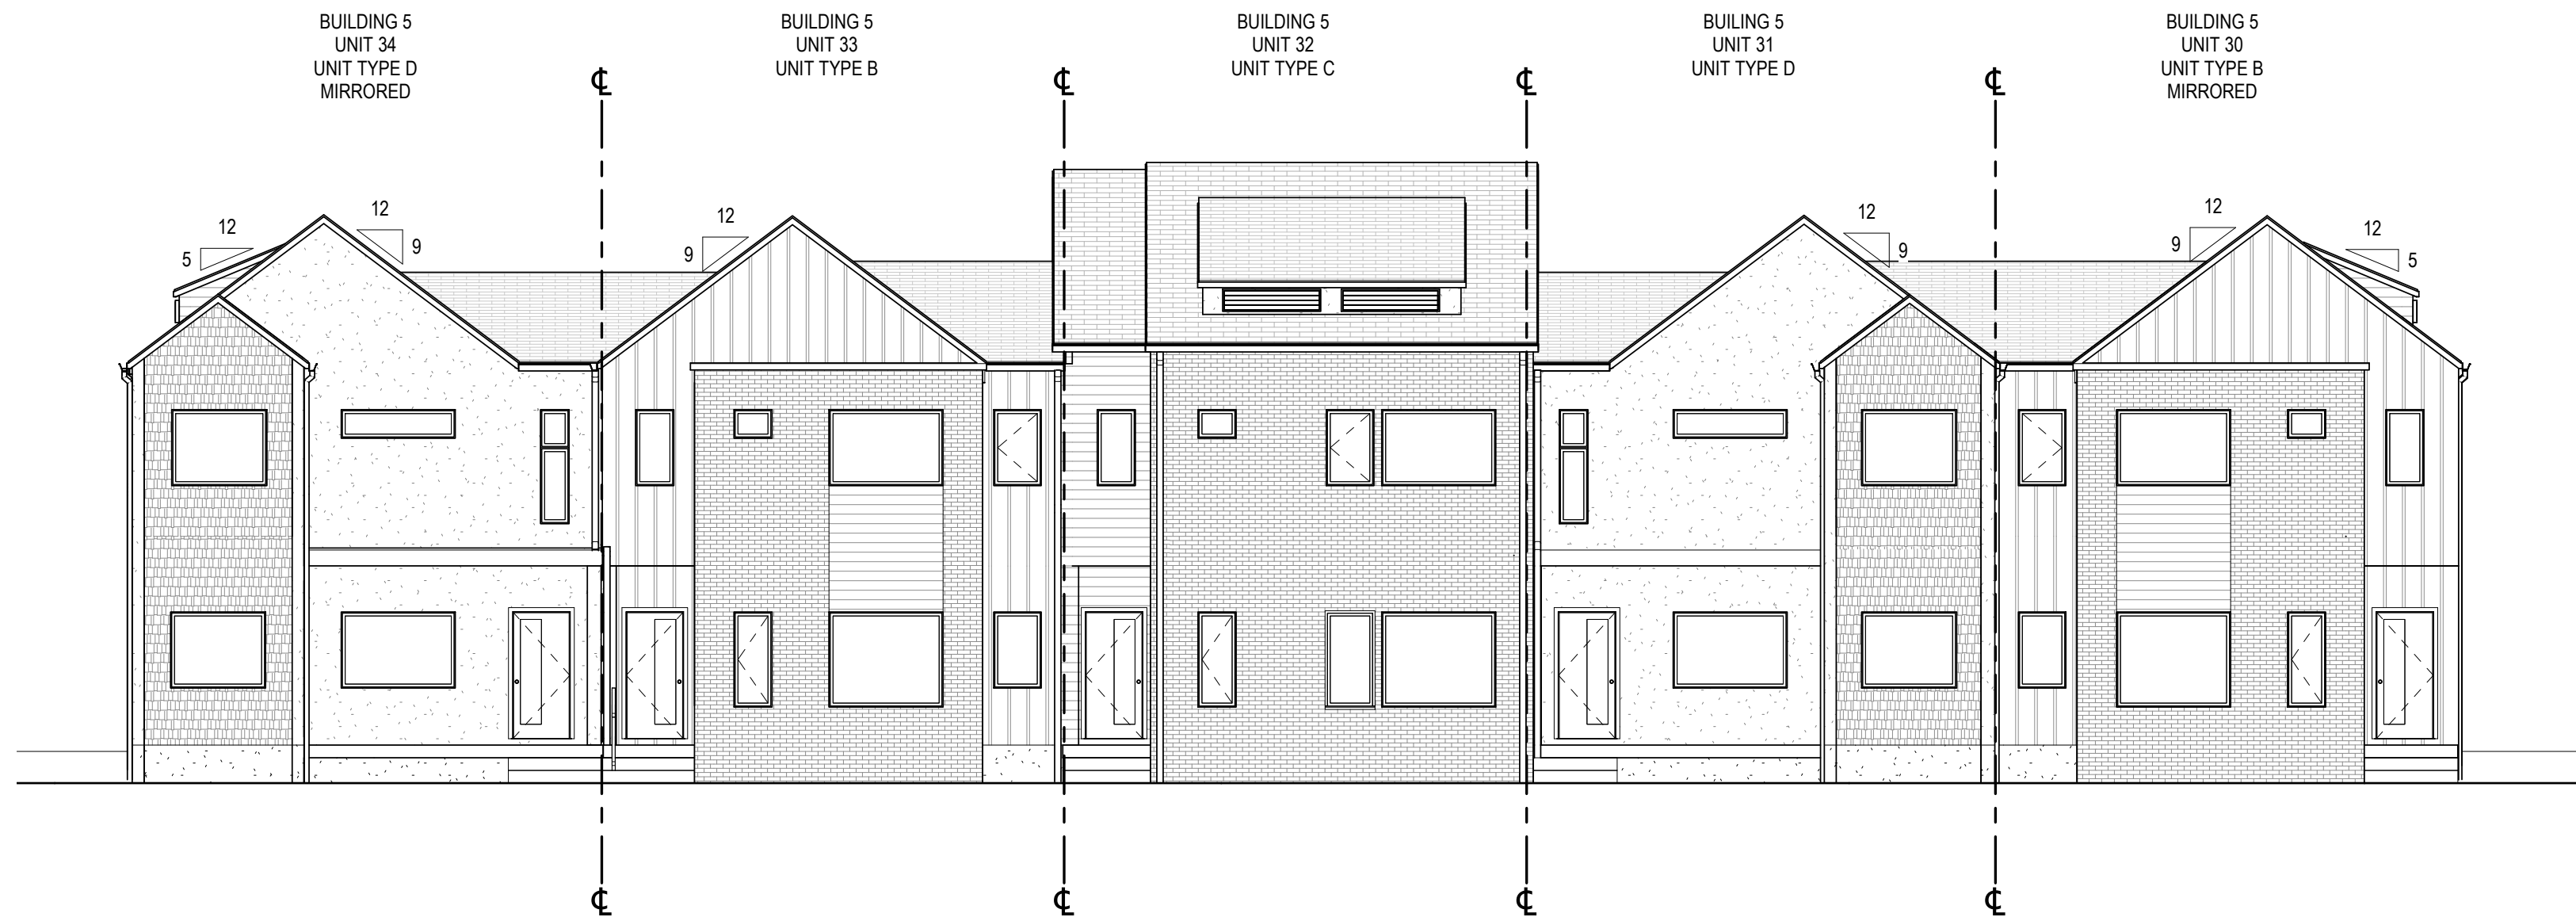 BUILDING 5
UNIT 34
UNIT TYPE D
MIRRORED
BUILDING 5
UNIT 33
UNIT TYPE B
BUILDING 5
UNIT 32
UNIT TYPE C
BUILING 5
UNIT 31
UNIT TYPE D
BUILDING 5
UNIT 30
UNIT TYPE B
MIRRORED
℄
℄
℄
℄
12
5
12
9
12
9
12
9
12
9
12
5
℄
℄
℄
℄